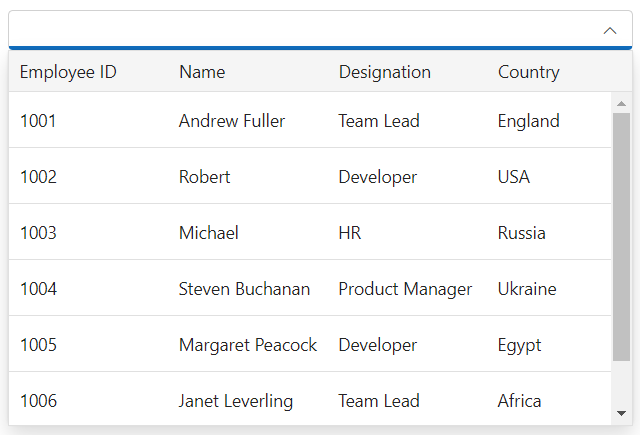 Employee ID Name Designation Country
1001 Andrew Fuller Team Lead England
1002 Robert Developer USA
1003 Michael HR Russia
1004 Steven Buchanan Product Manager Ukraine
1005 Margaret Peacock Developer Egypt
1006 Janet Leverling Team Lead Africa